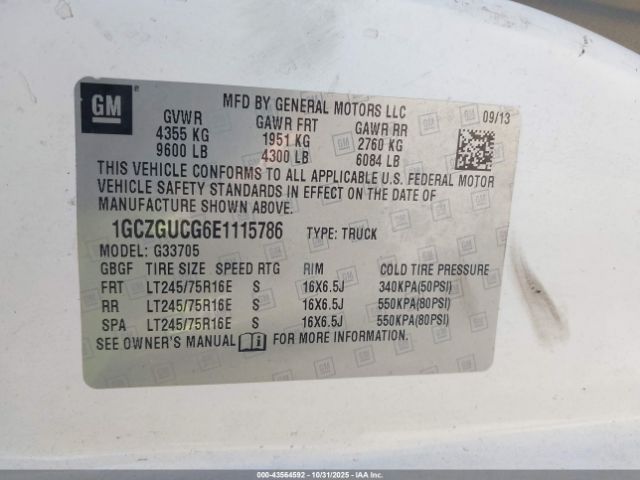 GM
MFD BY GENERAL MOTORS LLC
09/13
GVWR GAWR FRT GAWR RR
4355 KG 1951 KG 2760 KG
9600 LB 4300 LB 6084 LB
THIS VEHICLE CONFORMS TO ALL APPLICABLE U.S. FEDERAL MOTOR
VEHICLE SAFETY STANDARDS IN EFFECT ON THE DATE OF
MANUFACTURE SHOWN ABOVE.
1GCZGUCG6E1115786 TYPE: TRUCK
MODEL: G33705
GBGF TIRE SIZE SPEED RTG RIM COLD TIRE PRESSURE
FRT LT245/75R16E S 16X6.5J 340KPA(50PSI)
RR LT245/75R16E S 16X6.5J 550KPA(80PSI)
SPA LT245/75R16E S 16X6.5J 550KPA(80PSI)
SEE OWNER'S MANUAL i FOR MORE INFORMATION.
000-43564592 - 10/31/2025 - IAAI.com